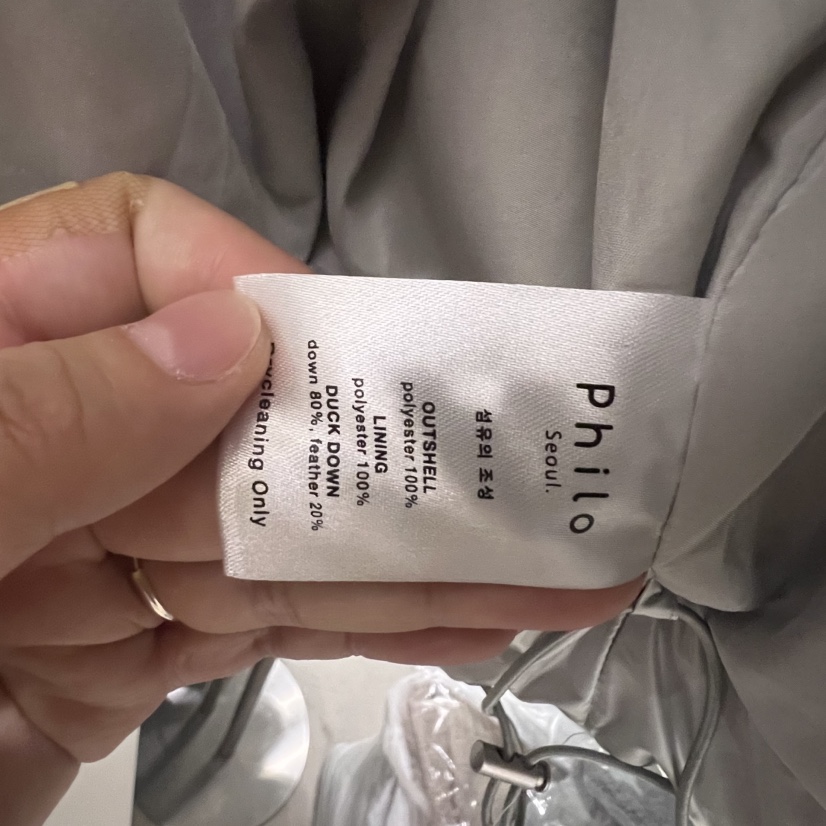 Philo
Seoul.
섬유의 조성
OUTSHELL
polyester 100%
LINING
polyester 100%
DUCK DOWN
down 80%, feather 20%
Only